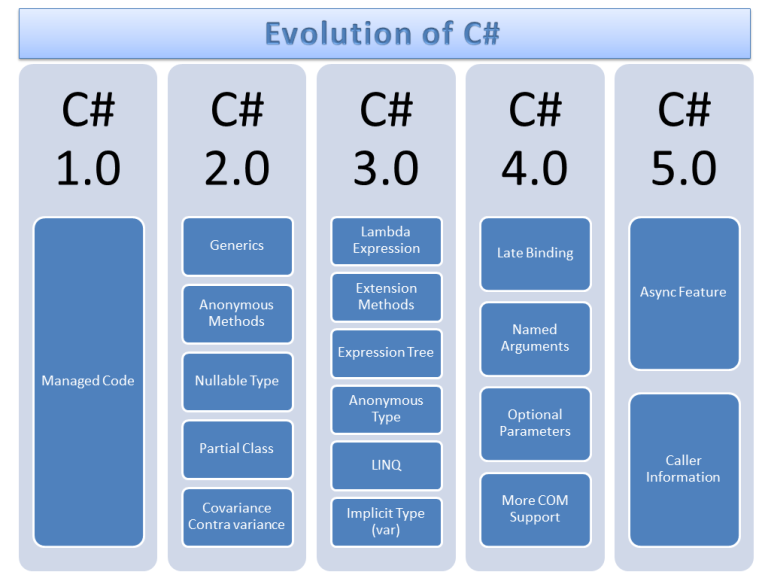 Evolution of C#
C#
1.0
Managed Code
C#
2.0
Generics
Anonymous
Methods
Nullable Type
Partial Class
Covariance
Contra variance
C#
3.0
Lambda
Expression
Extension
Methods
Expression Tree
Anonymous
Type
LINQ
Implicit Type
(var)
C#
4.0
Late Binding
Named
Arguments
Optional
Parameters
More COM
Support
C#
5.0
Async Feature
Caller
Information